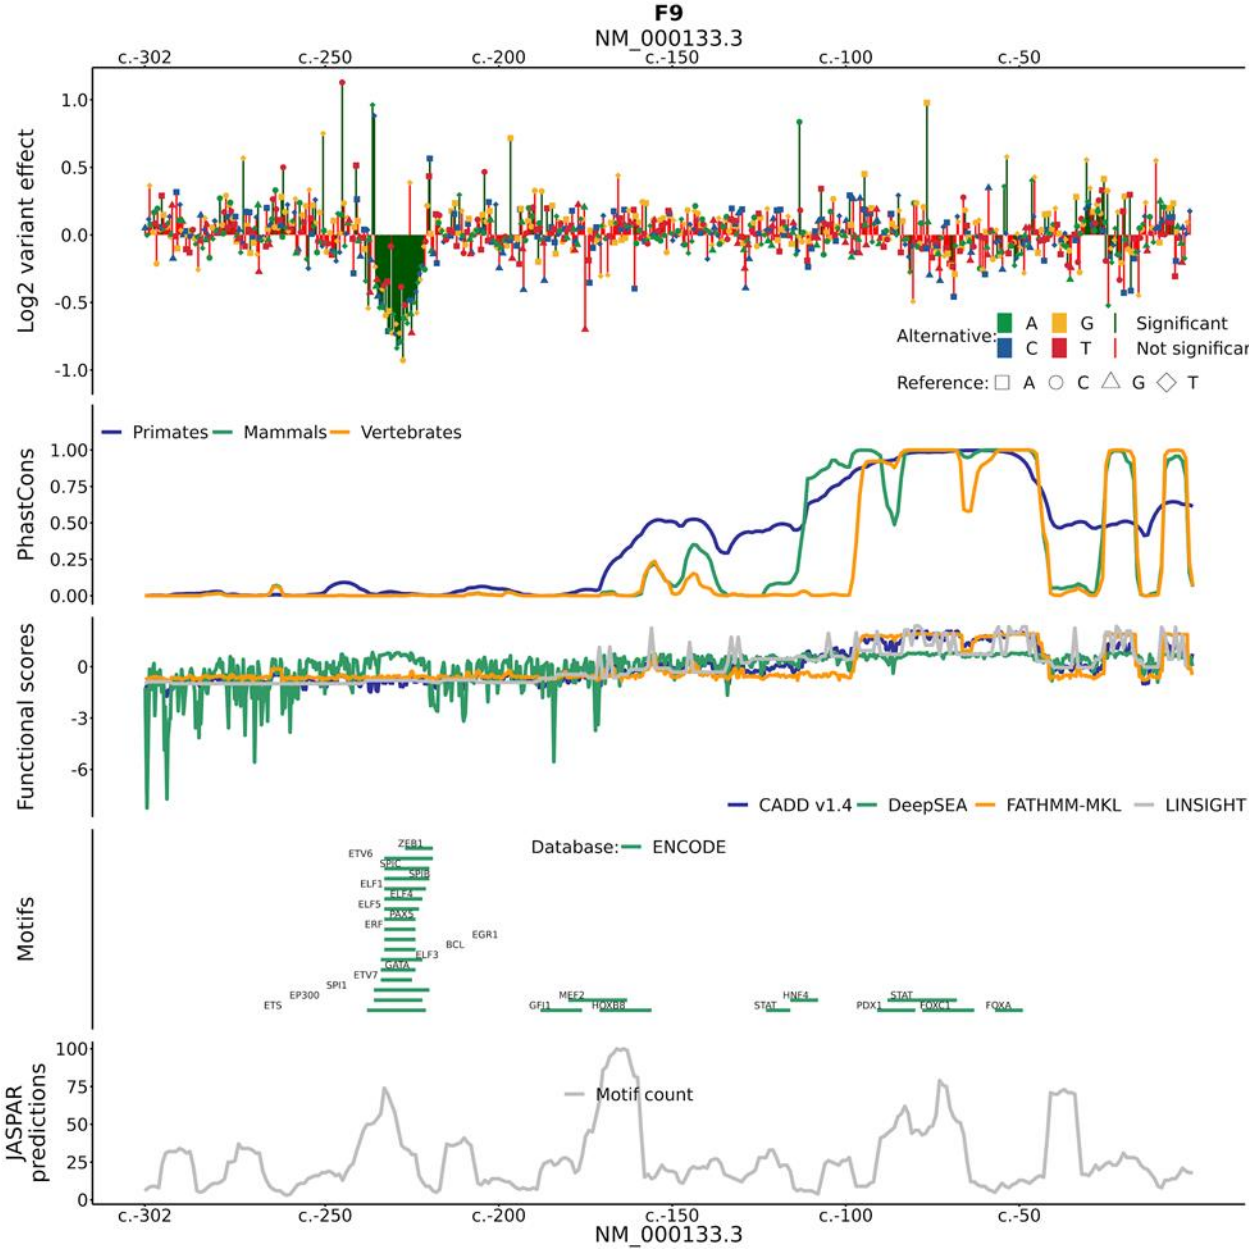 F9
NM_000133.3
c.-302 c.-250 c.-200 c.-150 c.-100 c.-50
Log2 variant effect
1.0
0.5
0.0
-0.5
-1.0
Alternative: A G Significant
C T Not significar
Reference: A C G T
PhastCons
Primates Mammals Vertebrates
1.00
0.75
0.50
0.25
0.00
Functional scores
0
-3
-6
CADD v1.4 DeepSEA FATHMM-MKL LINSIGHT
Motifs
Database: ENCODE
ZEB1
ETV6
SPIC
SPIB
ELF1
ELF4
ELF5
PAX5
ERF
EGR1
BCL
ELF3
GATA
ETV7
SPI1
EP300 MEF2 HNF4 STAT
ETS GFI1 HOXB8 STAT PDX1 FOXC1 FOXA
JASPAR
predictions
100
75
50
25
0
Motif count
c.-302 c.-250 c.-200 c.-150 c.-100 c.-50
NM_000133.3